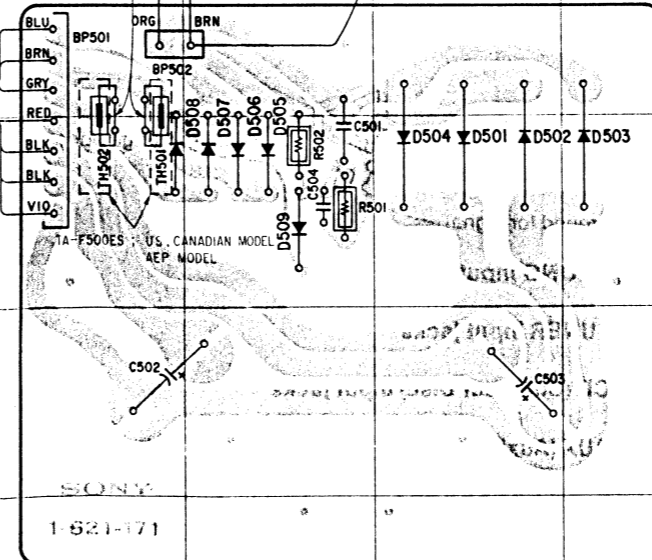 BLU
BRN
GRY
RED
BLK
BLK
VIO
BP501
ORG
BRN
BP502
TH502
TH501
D508
D507
D506
D505
R502
C501
D504
D501
D502
D503
D509
C504
R501
1A-F500ES : US, CANADIAN MODEL
AEP MODEL
C502
C503
SONY
1-621-171